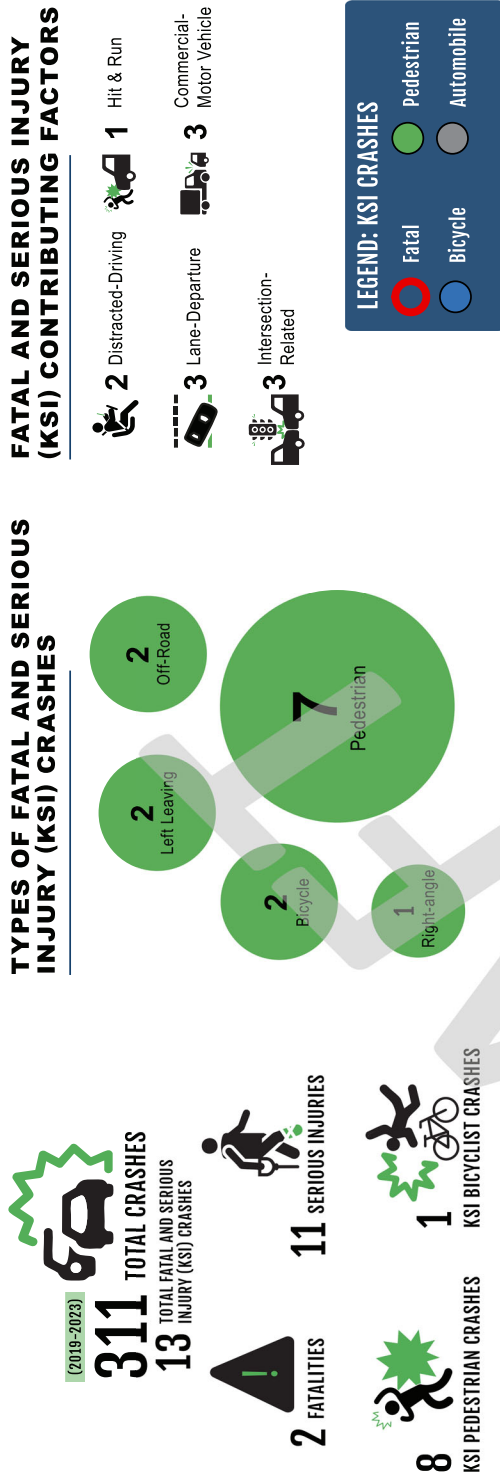 (2019-2023)
311 TOTAL CRASHES
13 TOTAL FATAL AND SERIOUS
INJURY (KSI) CRASHES
2 FATALITIES
11 SERIOUS INJURIES
8
KSI PEDESTRIAN CRASHES
1
KSI BICYCLIST CRASHES
TYPES OF FATAL AND SERIOUS
INJURY (KSI) CRASHES
2
Left Leaving
2
Off-Road
2
Bicycle
7
Pedestrian
1
Right-angle
FATAL AND SERIOUS INJURY
(KSI) CONTRIBUTING FACTORS
2 Distracted-Driving
1 Hit & Run
3 Lane-Departure
3 Commercial-
Motor Vehicle
3 Intersection-
Related
LEGEND: KSI CRASHES
Fatal
Pedestrian
Bicycle
Automobile